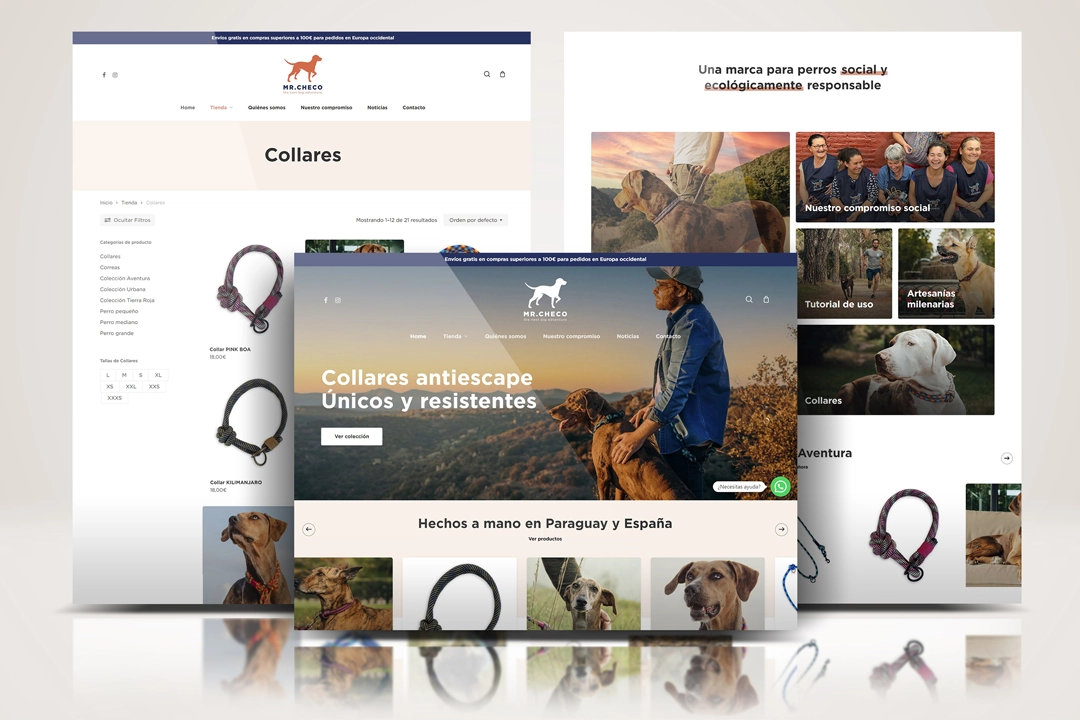 Envíos gratis en compras superiores a 100€ para pedidos en Europa occidental
MR.CHECO
Home
Tienda
Quiénes somos
Nuestro compromiso
Noticias
Contacto
Collares
Inicio
Tienda
Collares
Ocultar Filtros
Mostrando 1–12 de 21 resultados
Orden por defecto
Categorías de producto
Collares
Correas
Colección Aventura
Colección Urbana
Colección Tierra Roja
Perro pequeño
Perro mediano
Perro grande
Tallas de Collares
L M S XL
XS XXL XXS
XXXS
Collar PINK BOA
18,00€
Collar KILIMANJARO
18,00€
Envíos gratis en compras superiores a 100€ para pedidos en Europa occidental
MR.CHECO
Home
Tienda
Quiénes somos
Nuestro compromiso
Noticias
Contacto
Collares antiescape
Únicos y resistentes
Ver colección
¿Necesitas ayuda?
Hechos a mano en Paraguay y España
Ver productos
Una marca para perros social y
ecológicamente responsable
Nuestro compromiso social
Tutorial de uso
Artesanías
milenarias
Collares
Aventura